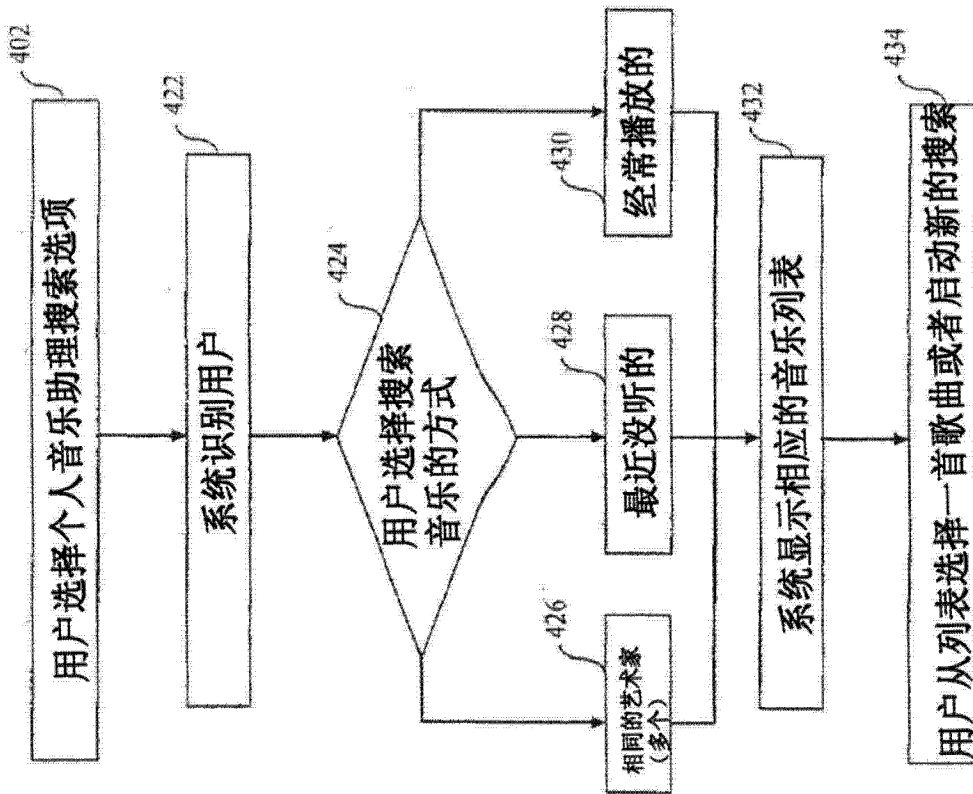 用户选择个人音乐助理搜索选项
402
系统识别用户
422
用户选择搜索
音乐的方式
424
相同的艺术家
(多个)
426
最近没听的
428
经常播放的
430
系统显示相应的音乐列表
432
用户从列表选择一首歌曲或者启动新的搜索
434